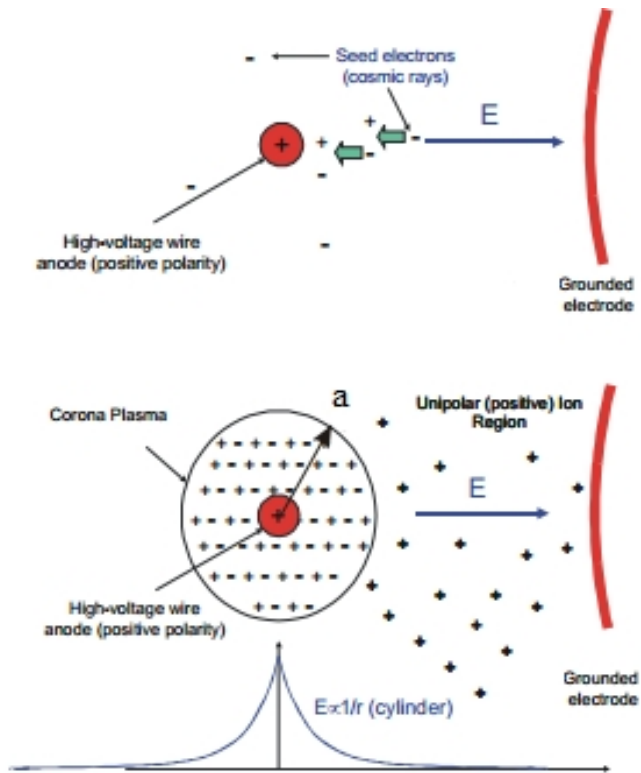 Seed electrons
(cosmic rays)
E
+
High-voltage wire
anode (positive polarity)
Grounded
electrode
a
Unipolar (positive) Ion
Region
Corona Plasma
E
+
High-voltage wire
anode (positive polarity)
Grounded
electrode
E∝1/r (cylinder)